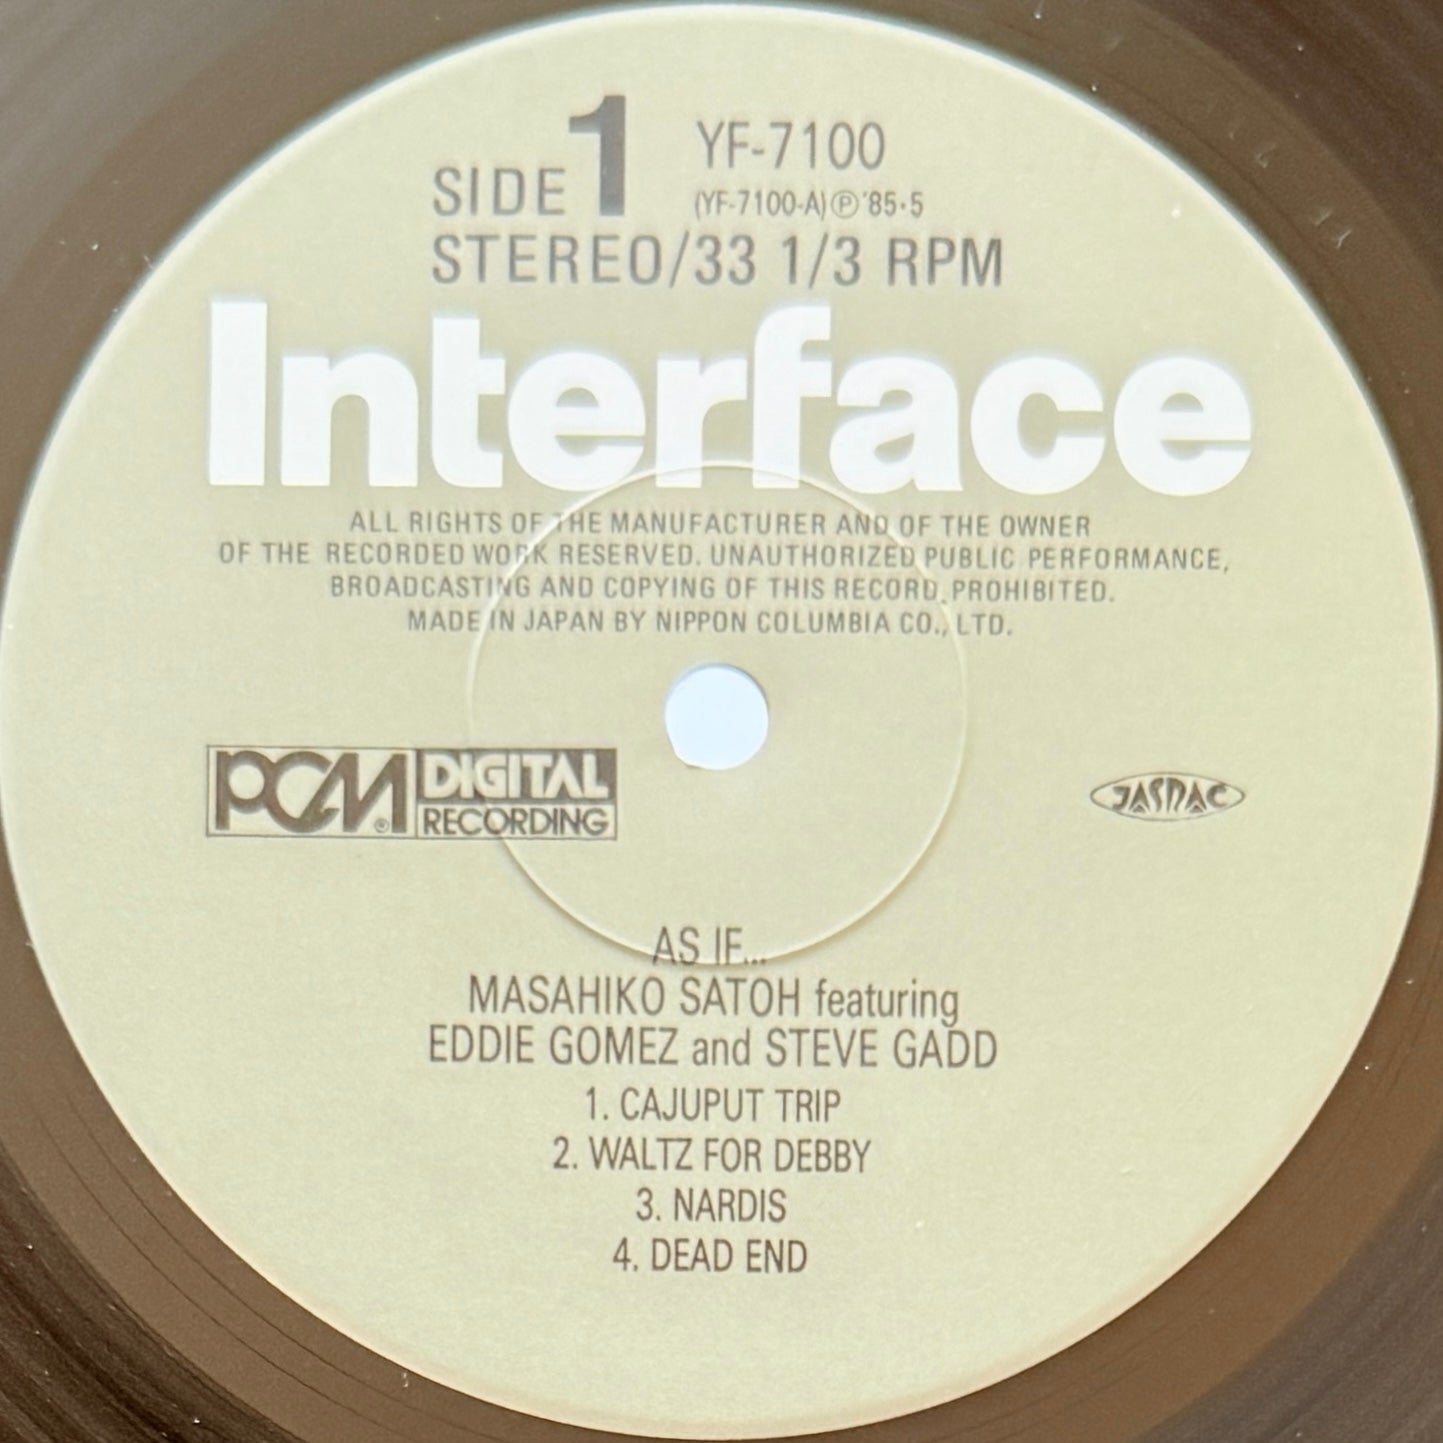 SIDE 1 YF-7100
(YF-7100-A)Ⓟ'85·5
STEREO/33 1/3 RPM
Interface
ALL RIGHTS OF THE MANUFACTURER AND OF THE OWNER
OF THE RECORDED WORK RESERVED. UNAUTHORIZED PUBLIC PERFORMANCE,
BROADCASTING AND COPYING OF THIS RECORD PROHIBITED.
MADE IN JAPAN BY NIPPON COLUMBIA CO., LTD.
PCM® DIGITAL
RECORDING
JASRAC
AS IF...
MASAHIKO SATOH featuring
EDDIE GOMEZ and STEVE GADD
1. CAJUPUT TRIP
2. WALTZ FOR DEBBY
3. NARDIS
4. DEAD END